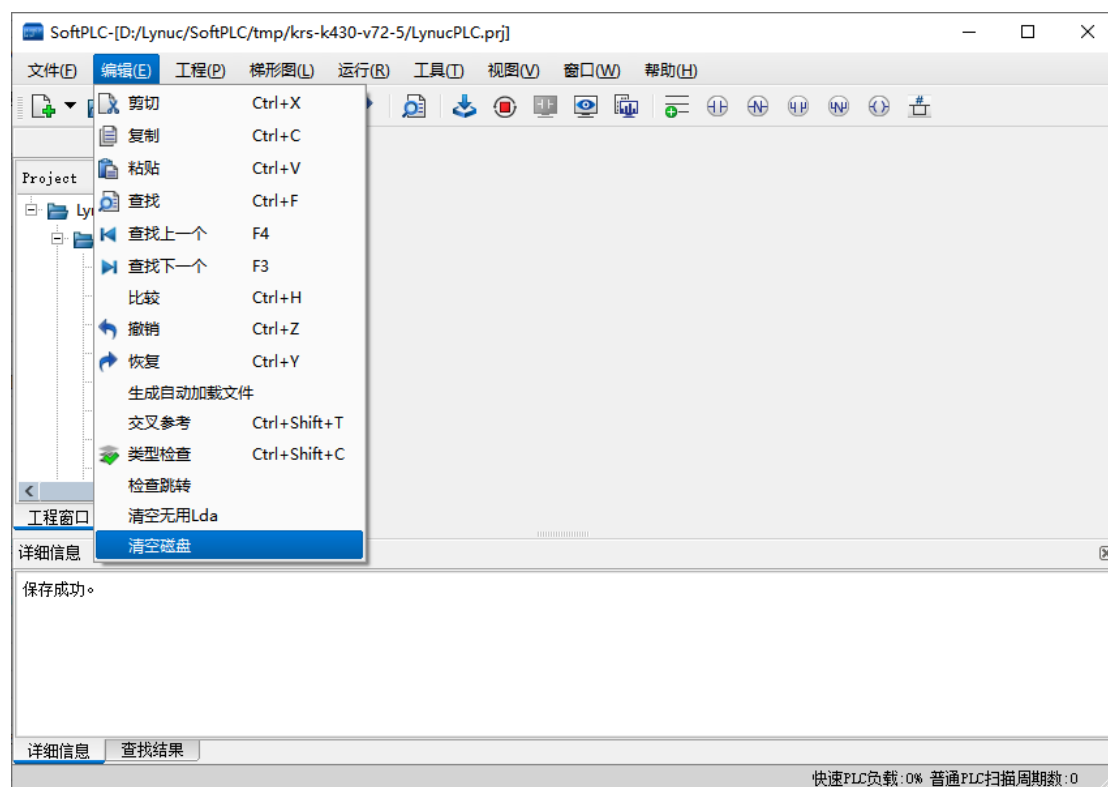 SoftPLC-[D:/Lynuc/SoftPLC/tmp/krs-k430-v72-5/LynucPLC.prj]
文件(F) 编辑(E) 工程(P) 梯形图(L) 运行(R) 工具(T) 视图(V) 窗口(W) 帮助(H)
剪切 Ctrl+X
复制 Ctrl+C
粘贴 Ctrl+V
Project
查找 Ctrl+F
查找上一个 F4
查找下一个 F3
比较 Ctrl+H
撤销 Ctrl+Z
恢复 Ctrl+Y
生成自动加载文件
交叉参考 Ctrl+Shift+T
类型检查 Ctrl+Shift+C
检查跳转
工程窗口
清空无用Lda
清空磁盘
详细信息
保存成功。
详细信息 查找结果
快速PLC负载:0% 普通PLC扫描周期数:0